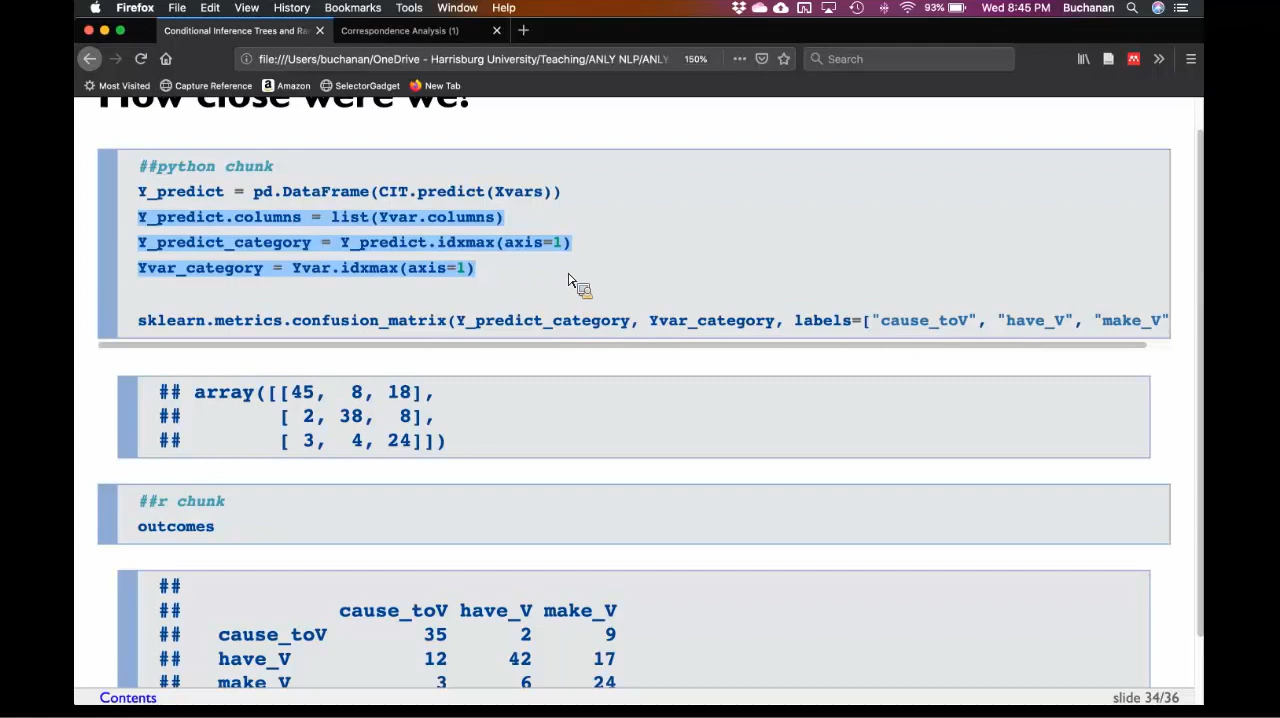 Firefox File Edit View History Bookmarks Tools Window Help 93% Wed 8:45 PM Buchanan
Conditional Inference Trees and Ra Correspondence Analysis (1)
file:///Users/buchanan/OneDrive - Harrisburg University/Teaching/ANLY NLP/ANLY 150% Search
Most Visited Capture Reference Amazon SelectorGadget New Tab
How close were we?
##python chunk
Y_predict = pd.DataFrame(CIT.predict(Xvars))
Y_predict.columns = list(Yvar.columns)
Y_predict_category = Y_predict.idxmax(axis=1)
Yvar_category = Yvar.idxmax(axis=1)
sklearn.metrics.confusion_matrix(Y_predict_category, Yvar_category, labels=["cause_toV", "have_V", "make_V"
## array([[45, 8, 18],
## [ 2, 38, 8],
## [ 3, 4, 24]])
##r chunk
outcomes
##
## cause_toV have_V make_V
## cause_toV 35 2 9
## have_V 12 42 17
## make_V 3 6 24
Contents slide 34/36